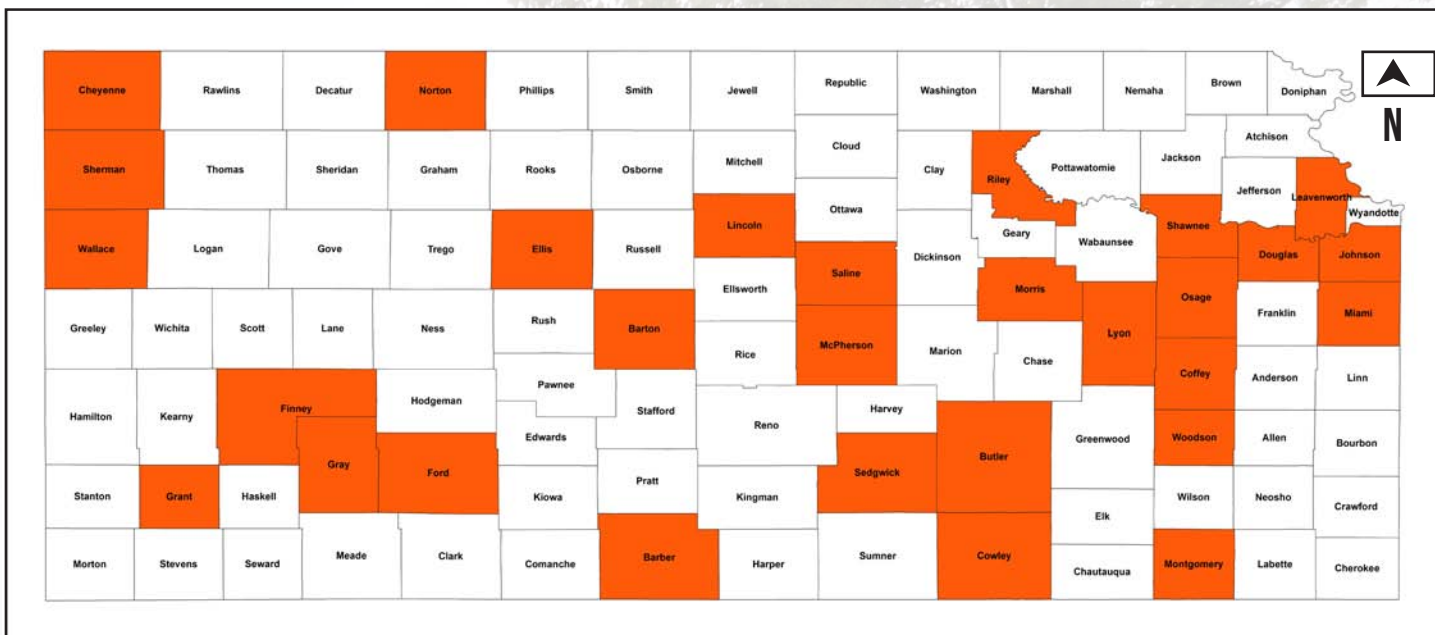 Cheyenne
Rawlins
Decatur
Norton
Phillips
Smith
Jewell
Republic
Washington
Marshall
Nemaha
Brown
Doniphan
N
Sherman
Thomas
Sheridan
Graham
Rooks
Osborne
Mitchell
Cloud
Clay
Riley
Pottawatomie
Jackson
Atchison
Jefferson
Leavenworth
Wyandotte
Wallace
Logan
Gove
Trego
Ellis
Russell
Lincoln
Ottawa
Saline
Dickinson
Geary
Wabaunsee
Shawnee
Douglas
Johnson
Greeley
Wichita
Scott
Lane
Ness
Rush
Barton
Ellsworth
Rice
McPherson
Marion
Morris
Chase
Lyon
Osage
Franklin
Miami
Hamilton
Kearny
Finney
Hodgeman
Pawnee
Edwards
Stafford
Reno
Harvey
Butler
Greenwood
Coffey
Anderson
Linn
Woodson
Allen
Bourbon
Stanton
Grant
Haskell
Gray
Ford
Kiowa
Pratt
Kingman
Sedgwick
Elk
Wilson
Neosho
Crawford
Morton
Stevens
Seward
Meade
Clark
Comanche
Barber
Harper
Sumner
Cowley
Chautauqua
Montgomery
Labette
Cherokee